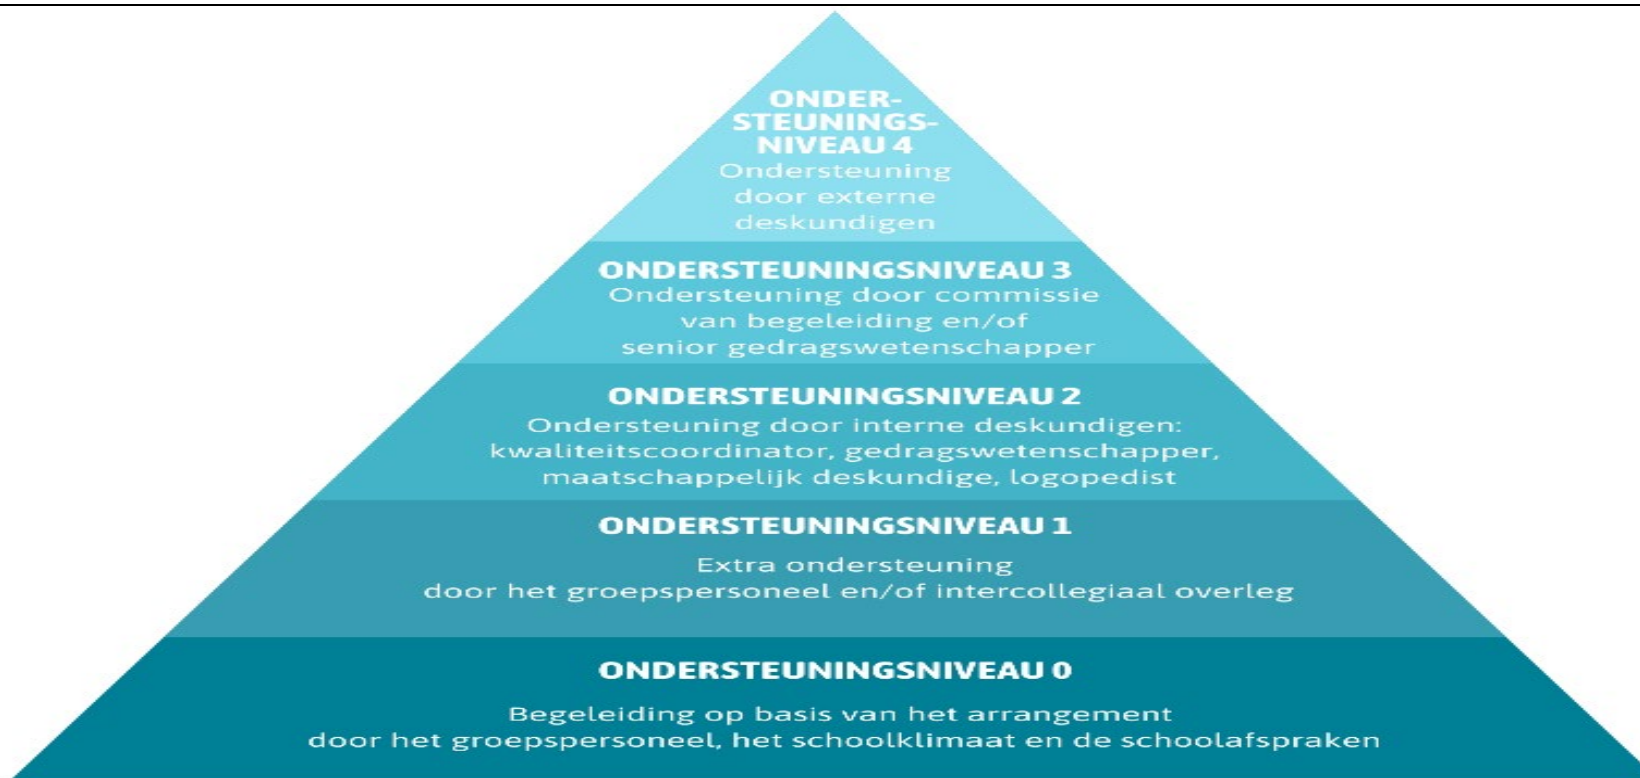 ONDER-
STEUNINGS-
NIVEAU 4
Ondersteuning
door externe
deskundigen
ONDERSTEUNINGSNIVEAU 3
Ondersteuning door commissie
van begeleiding en/of
senior gedragswetenschapper
ONDERSTEUNINGSNIVEAU 2
Ondersteuning door interne deskundigen:
kwaliteitscoordinator, gedragswetenschapper,
maatschappelijk deskundige, logopedist
ONDERSTEUNINGSNIVEAU 1
Extra ondersteuning
door het groepspersoneel en/of intercollegiaal overleg
ONDERSTEUNINGSNIVEAU 0
Begeleiding op basis van het arrangement
door het groepspersoneel, het schoolklimaat en de schoolafspraken